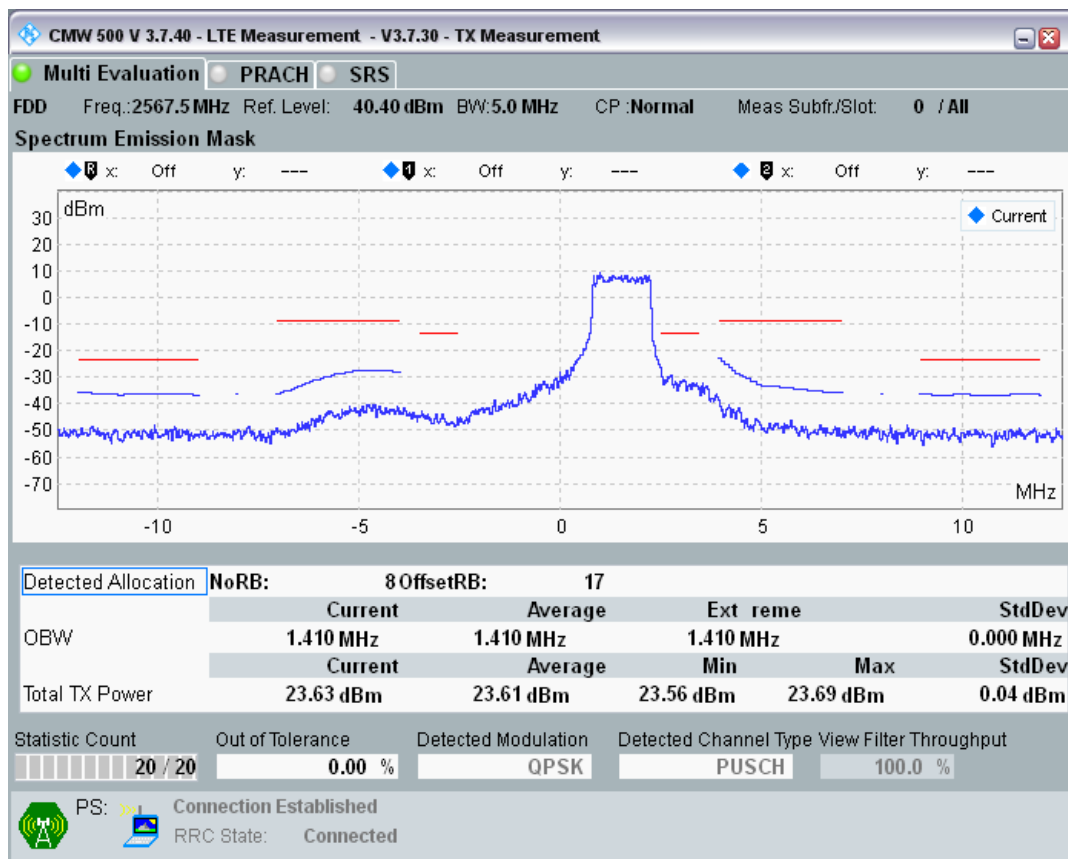 CMW 500 V 3.7.40 - LTE Measurement - V3.7.30 - TX Measurement
Multi Evaluation PRACH SRS
FDD Freg.:2567.5 MHz Ref. Level: 40.40 dBm BW:5.0 MHz CP :Normal Meas Subfr./Slot: 0 / All
Spectrum Emission Mask
R x: Off y: --- 1 x: Off y: --- 2 x: Off y: ---
dBm
Current
30
20
10
0
-10
-20
-30
-40
-50
-60
-70
MHz
-10 -5 0 5 10
Detected Allocation NoRB: 8 OffsetRB: 17
Current Average Ext reme StdDev
OBW 1.410 MHz 1.410 MHz 1.410 MHz 0.000 MHz
Current Average Min Max StdDev
Total TX Power 23.63 dBm 23.61 dBm 23.56 dBm 23.69 dBm 0.04 dBm
Statistic Count Out of Tolerance Detected Modulation Detected Channel Type View Filter Throughput
20 / 20 0.00 % QPSK PUSCH 100.0 %
PS: Connection Established
RRC State: Connected